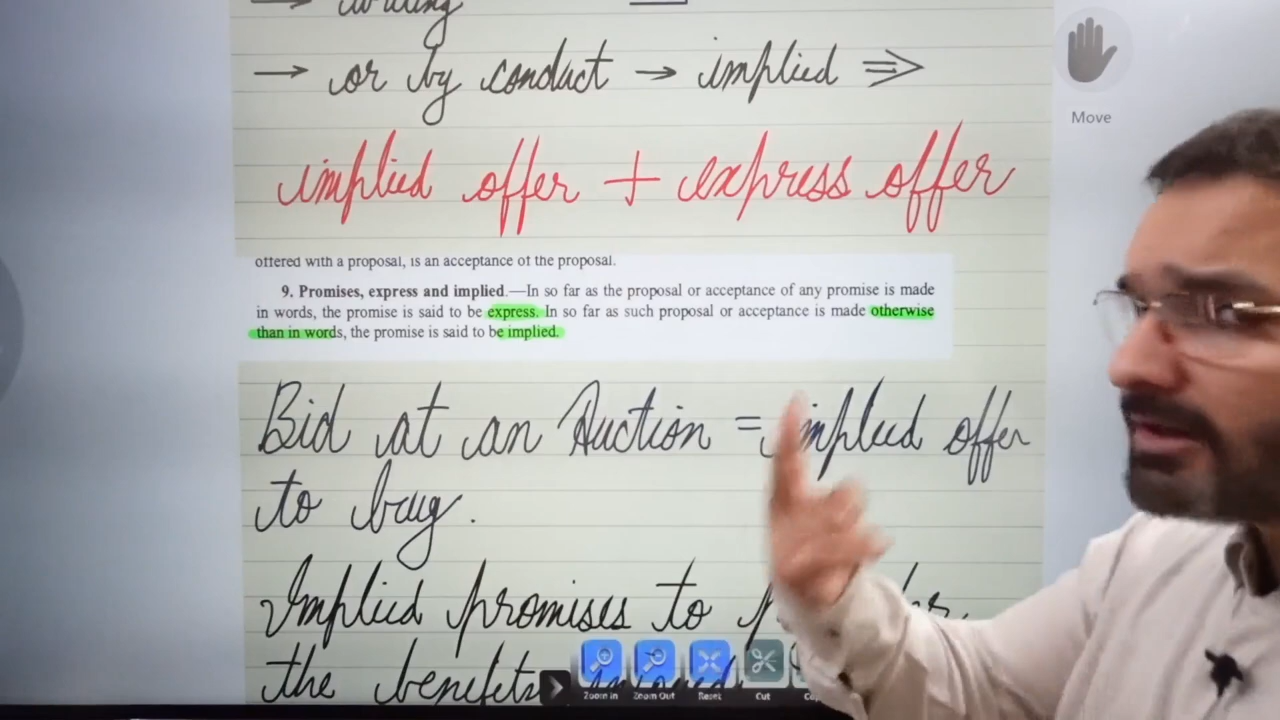 → writing
→ or by conduct → implied ⇒
implied offer + express offer
offered with a proposal, is an acceptance of the proposal.
9. Promises, express and implied.—In so far as the proposal or acceptance of any promise is made
in words, the promise is said to be express. In so far as such proposal or acceptance is made otherwise
than in words, the promise is said to be implied.
Bid at an Auction = implied offer
to buy.
Implied promises to
the benefits
Move
Zoom in Zoom Out Reset Cut